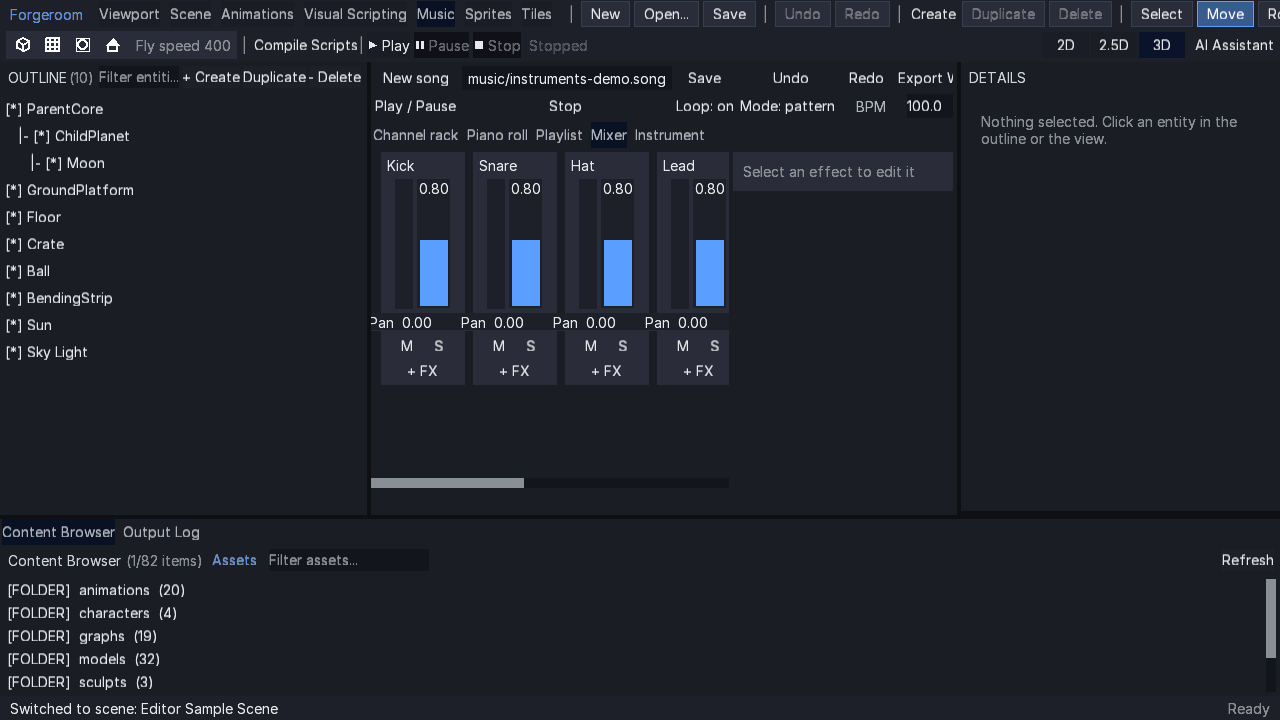 Forgeroom Viewport Scene Animations Visual Scripting Music Sprites Tiles | New Open... Save | Undo Redo | Create Duplicate Delete | Select Move
Fly speed 400 | Compile Scripts | Play Pause Stop Stopped 2D 2.5D 3D AI Assistant
OUTLINE (10) Filter entiti... + Create Duplicate - Delete
[*] ParentCore
|- [*] ChildPlanet
|- [*] Moon
[*] GroundPlatform
[*] Floor
[*] Crate
[*] Ball
[*] BendingStrip
[*] Sun
[*] Sky Light
New song music/instruments-demo.song Save Undo Redo Export
Play / Pause Stop Loop: on Mode: pattern BPM 100.0
Channel rack Piano roll Playlist Mixer Instrument
Kick Snare Hat Lead
0.80 0.80 0.80 0.80
Pan 0.00 Pan 0.00 Pan 0.00 Pan 0.00
M S M S M S M S
+ FX + FX + FX + FX
Select an effect to edit it
DETAILS
Nothing selected. Click an entity in the
outline or the view.
Content Browser Output Log
Content Browser (1/82 items) Assets Filter assets... Refresh
[FOLDER] animations (20)
[FOLDER] characters (4)
[FOLDER] graphs (19)
[FOLDER] models (32)
[FOLDER] sculpts (3)
Switched to scene: Editor Sample Scene Ready